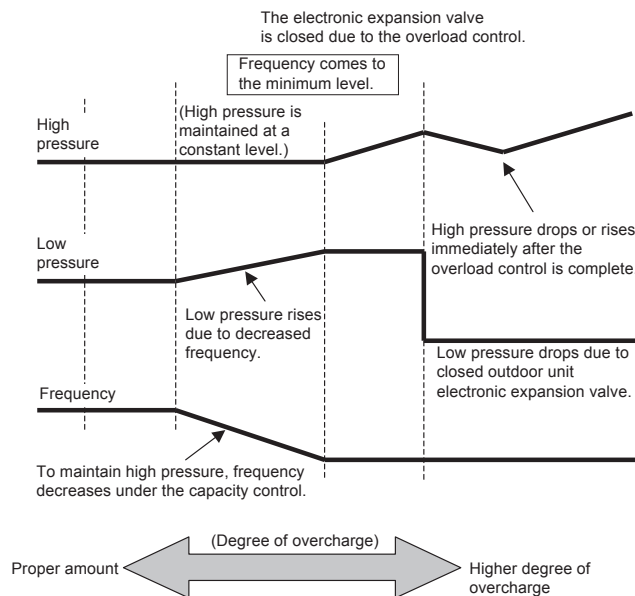 The electronic expansion valve
is closed due to the overload control.
Frequency comes to
the minimum level.
(High pressure is
maintained at a
constant level.)
High
pressure
High pressure drops or rises
immediately after the
overload control is complete.
Low
pressure
Low pressure rises
due to decreased
frequency.
Low pressure drops due to
closed outdoor unit
electronic expansion valve.
Frequency
To maintain high pressure, frequency
decreases under the capacity control.
(Degree of overcharge)
Proper amount
Higher degree of
overcharge